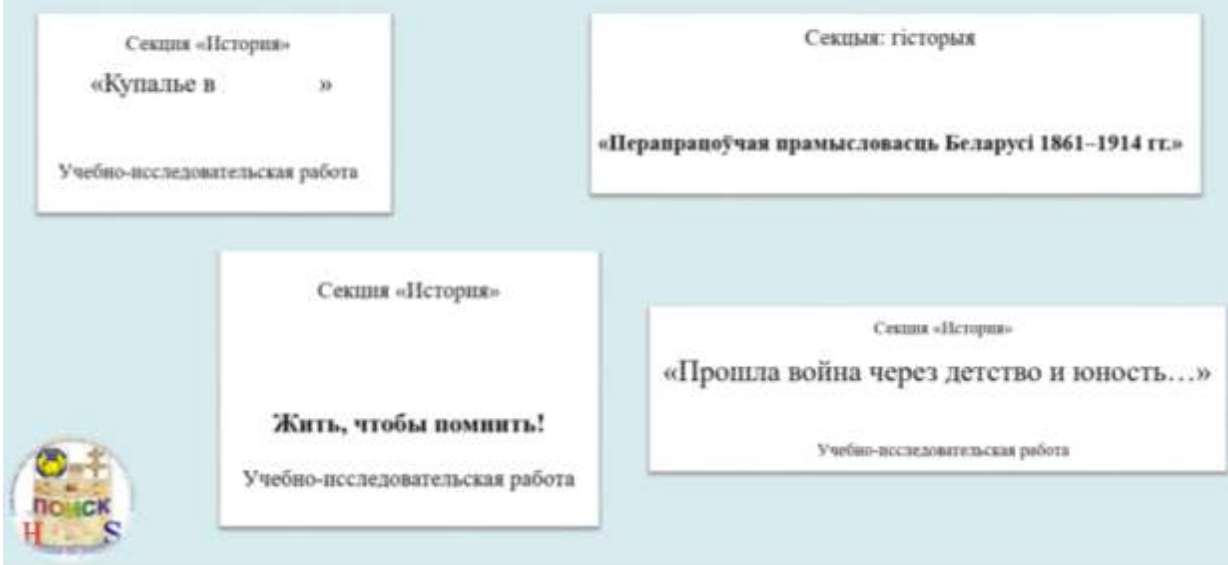 Секция «История»
«Купалье в »
Учебно-исследовательская работа
Секцыя: гісторыя
«Перапрацоўчая прамысловасць Беларусі 1861–1914 гг.»
Секция «История»
Жить, чтобы помнить!
Учебно-исследовательская работа
Секция «История»
«Прошла война через детство и юность…»
Учебно-исследовательская работа
ПОИСК
H S